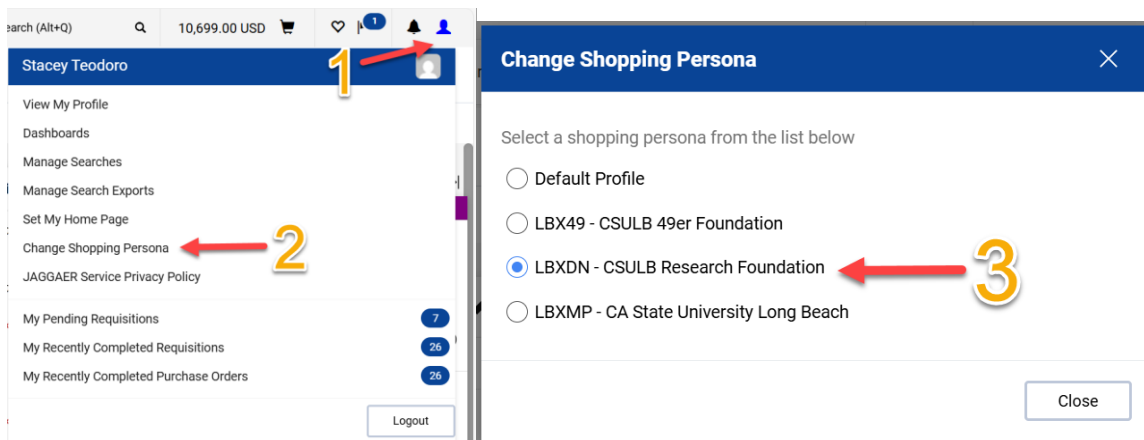 earch (Alt+Q)
10,699.00 USD
1
Stacey Teodoro
1
View My Profile
Dashboards
Manage Searches
Manage Search Exports
Set My Home Page
Change Shopping Persona
2
JAGGAER Service Privacy Policy
My Pending Requisitions 7
My Recently Completed Requisitions 26
My Recently Completed Purchase Orders 26
Logout
Change Shopping Persona
Select a shopping persona from the list below
Default Profile
LBX49 - CSULB 49er Foundation
LBXDN - CSULB Research Foundation
3
LBXMP - CA State University Long Beach
Close